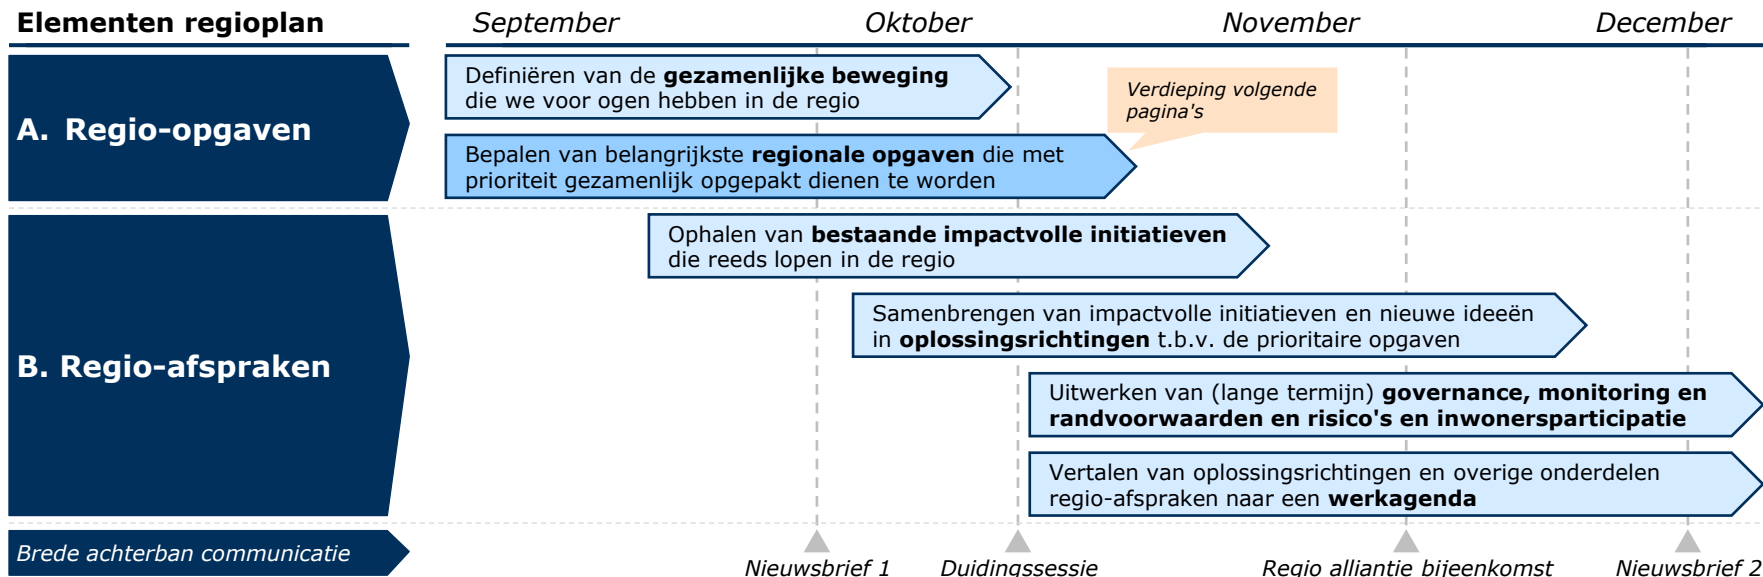 Elementen regioplan
September
Oktober
November
December
A. Regio-opgaven
Definiëren van de gezamenlijke beweging
die we voor ogen hebben in de regio
Verdieping volgende
pagina's
Bepalen van belangrijkste regionale opgaven die met
prioriteit gezamenlijk opgepakt dienen te worden
B. Regio-afspraken
Ophalen van bestaande impactvolle initiatieven
die reeds lopen in de regio
Samenbrengen van impactvolle initiatieven en nieuwe ideeën
in oplossingsrichtingen t.b.v. de prioritaire opgaven
Uitwerken van (lange termijn) governance, monitoring en
randvoorwaarden en risico's en inwonersparticipatie
Vertalen van oplossingsrichtingen en overige onderdelen
regio-afspraken naar een werkagenda
Brede achterban communicatie
Nieuwsbrief 1
Duidingssessie
Regio alliantie bijeenkomst
Nieuwsbrief 2